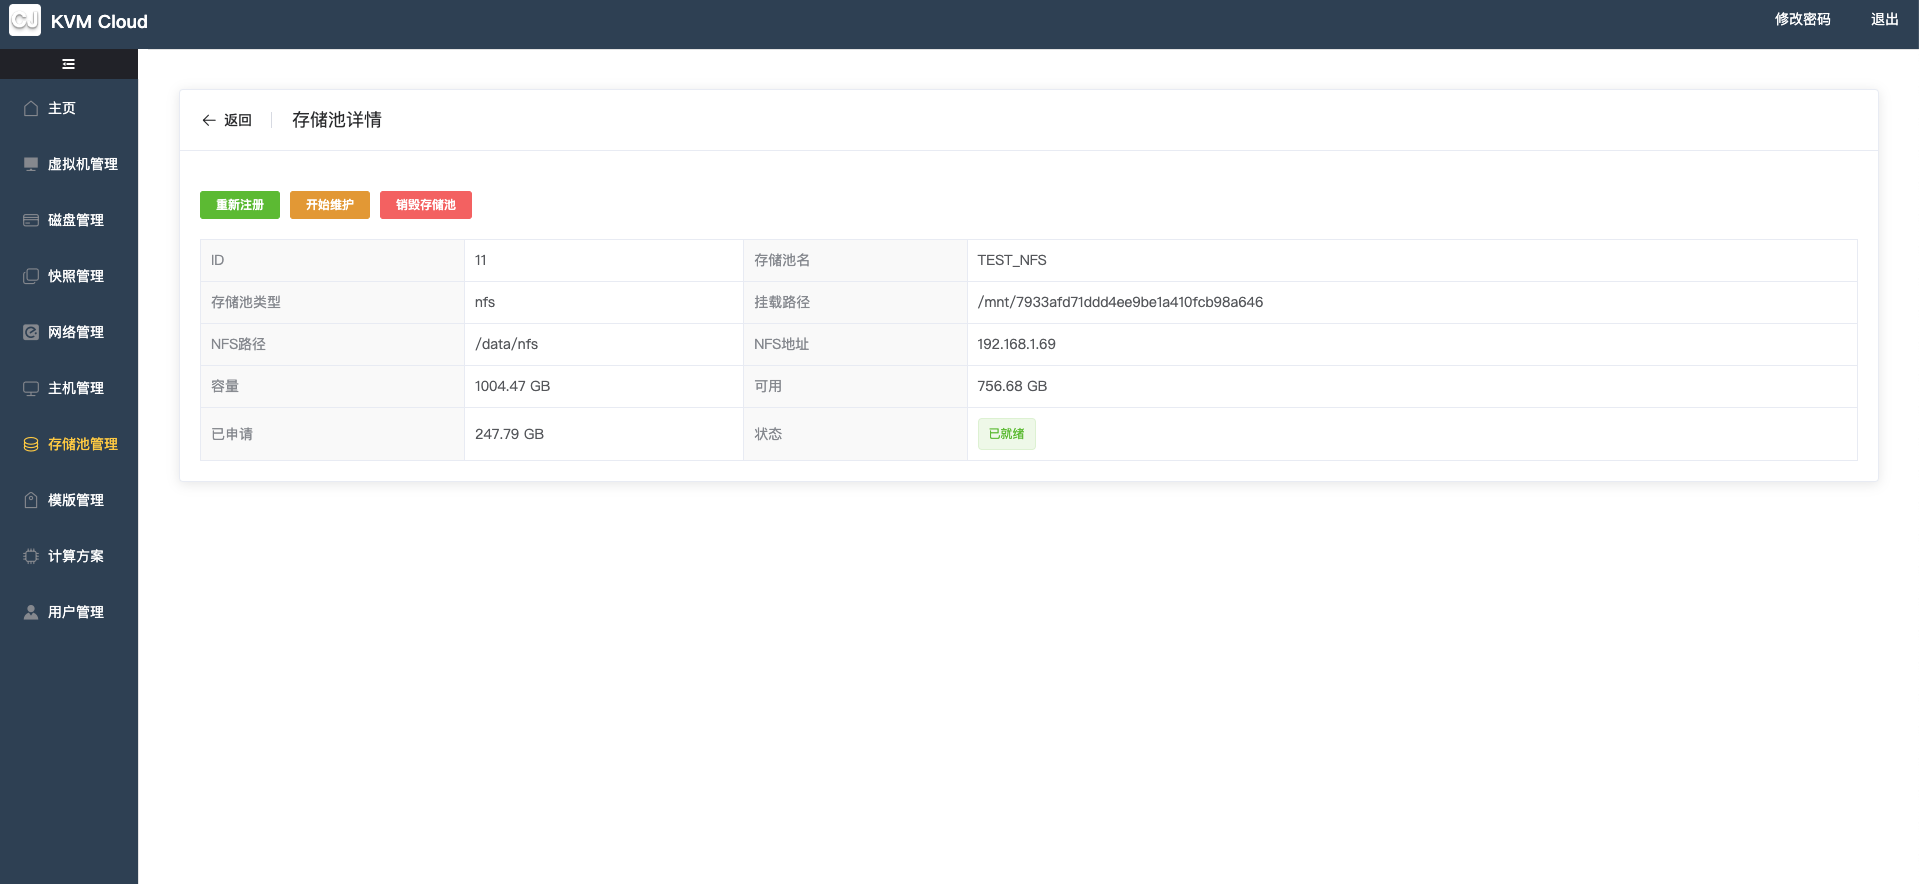 CJ KVM Cloud
修改密码 退出
主页
虚拟机管理
磁盘管理
快照管理
网络管理
主机管理
存储池管理
模版管理
计算方案
用户管理
返回 存储池详情
重新注册 开始维护 销毁存储池
ID 11 存储池名 TEST_NFS
存储池类型 nfs 挂载路径 /mnt/7933afd71ddd4ee9be1a410fcb98a646
NFS路径 /data/nfs NFS地址 192.168.1.69
容量 1004.47 GB 可用 756.68 GB
已申请 247.79 GB 状态 已就绪